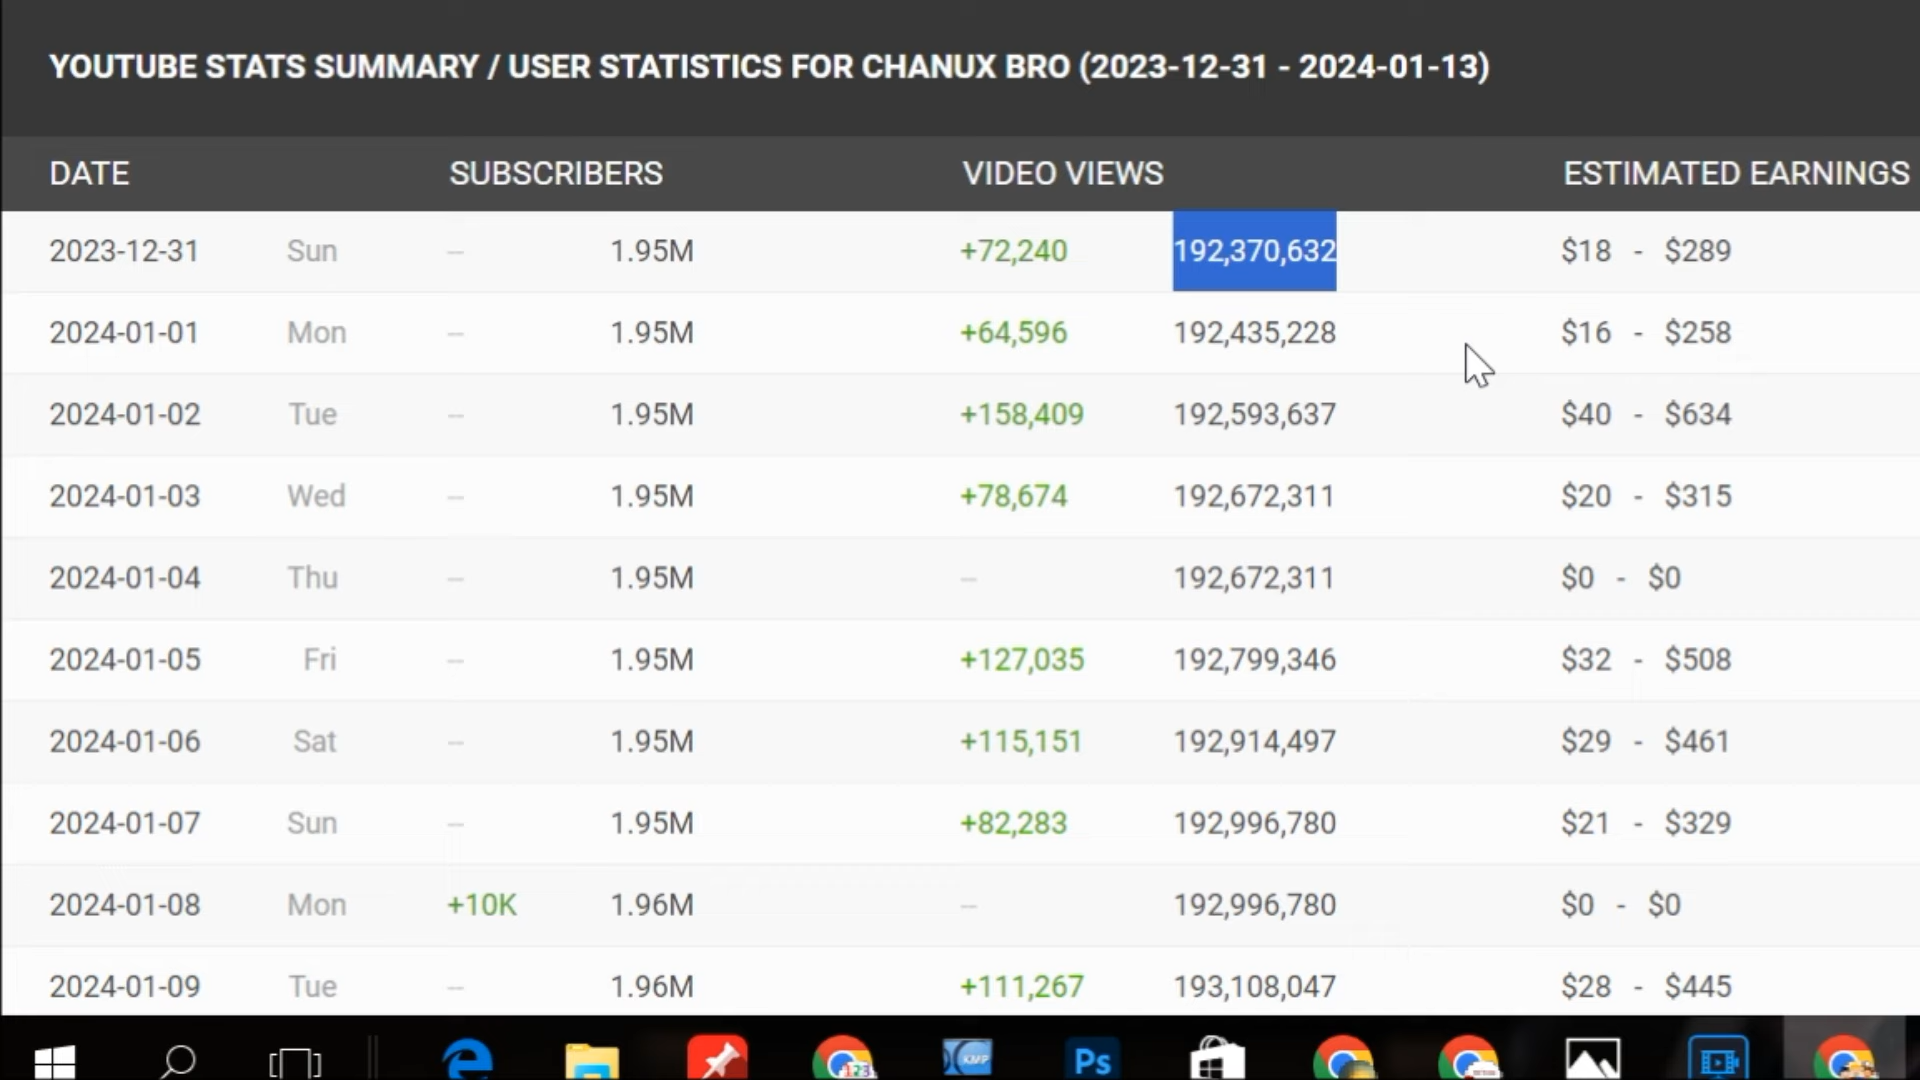 YOUTUBE STATS SUMMARY / USER STATISTICS FOR CHANUX BRO (2023-12-31 - 2024-01-13)
DATE SUBSCRIBERS VIDEO VIEWS ESTIMATED EARNINGS
2023-12-31 Sun -- 1.95M +72,240 192,370,632 $18 - $289
2024-01-01 Mon -- 1.95M +64,596 192,435,228 $16 - $258
2024-01-02 Tue -- 1.95M +158,409 192,593,637 $40 - $634
2024-01-03 Wed -- 1.95M +78,674 192,672,311 $20 - $315
2024-01-04 Thu -- 1.95M -- 192,672,311 $0 - $0
2024-01-05 Fri -- 1.95M +127,035 192,799,346 $32 - $508
2024-01-06 Sat -- 1.95M +115,151 192,914,497 $29 - $461
2024-01-07 Sun -- 1.95M +82,283 192,996,780 $21 - $329
2024-01-08 Mon +10K 1.96M -- 192,996,780 $0 - $0
2024-01-09 Tue -- 1.96M +111,267 193,108,047 $28 - $445
123 KMP Ps